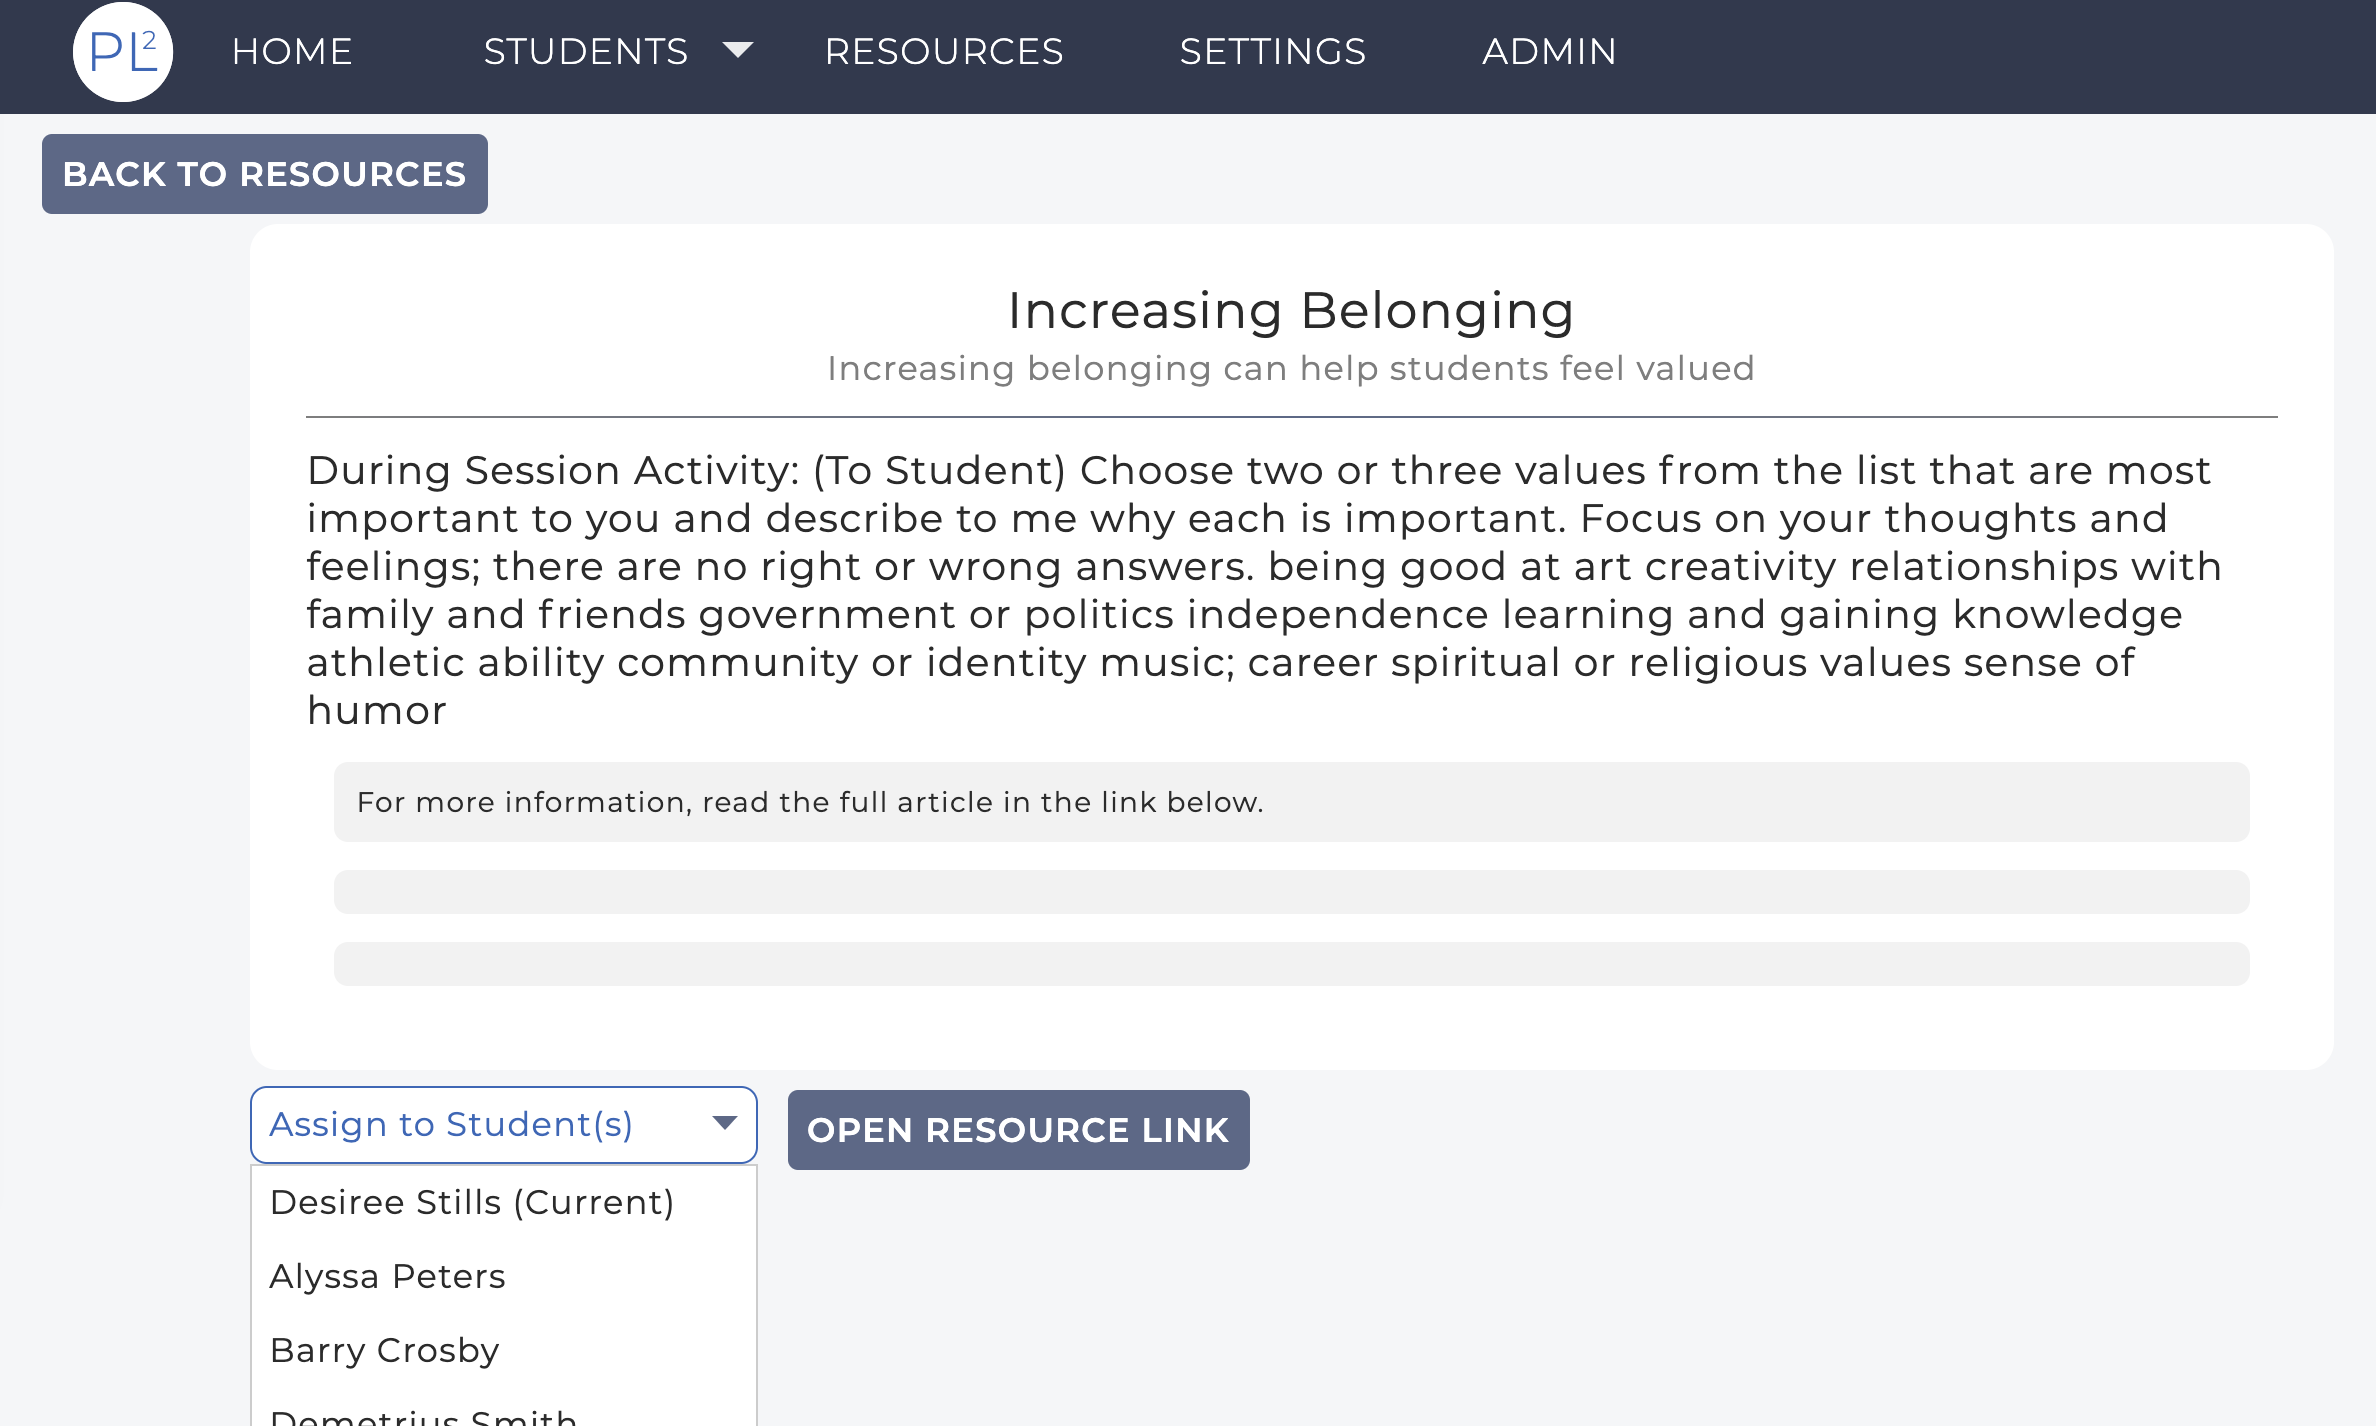 PL2 HOME STUDENTS RESOURCES SETTINGS ADMIN
BACK TO RESOURCES
Increasing Belonging
Increasing belonging can help students feel valued
During Session Activity: (To Student) Choose two or three values from the list that are most
important to you and describe to me why each is important. Focus on your thoughts and
feelings; there are no right or wrong answers. being good at art creativity relationships with
family and friends government or politics independence learning and gaining knowledge
athletic ability community or identity music; career spiritual or religious values sense of
humor
For more information, read the full article in the link below.
Assign to Student(s)
OPEN RESOURCE LINK
Desiree Stills (Current)
Alyssa Peters
Barry Crosby
Demetrius Smith